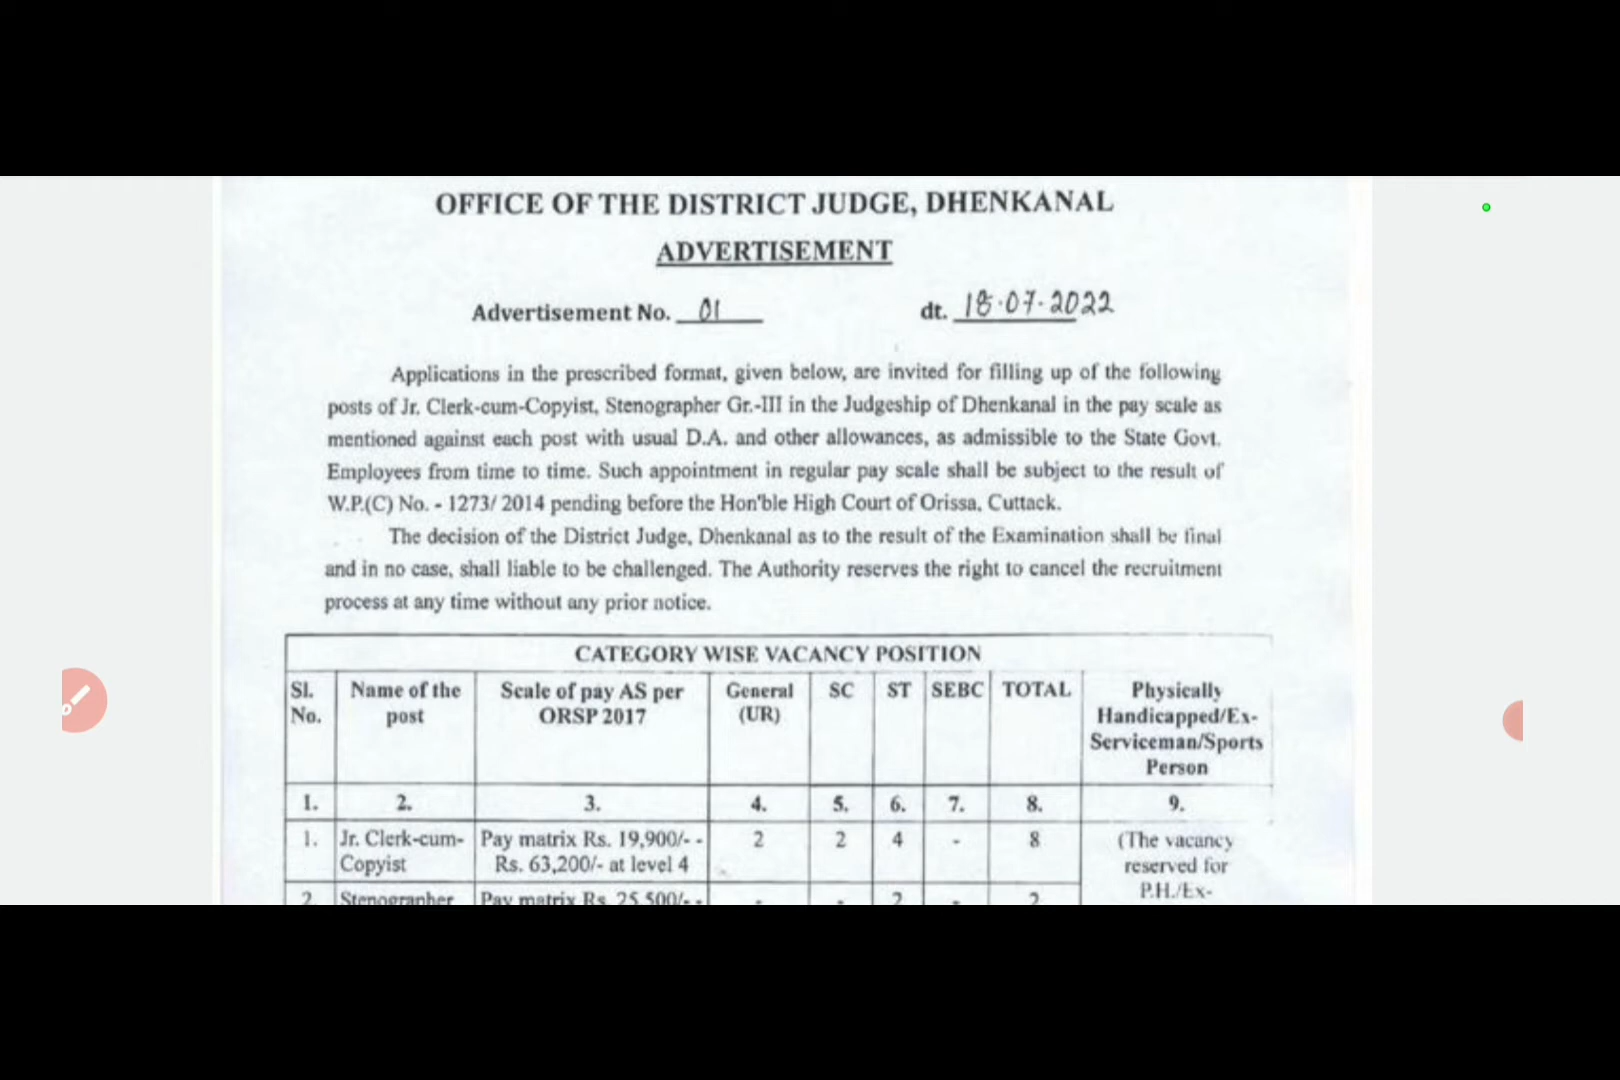 OFFICE OF THE DISTRICT JUDGE, DHENKANAL
ADVERTISEMENT
Advertisement No. 01 dt. 18.07.2022
Applications in the prescribed format, given below, are invited for filling up of the following
posts of Jr. Clerk-cum-Copyist, Stenographer Gr.-III in the Judgeship of Dhenkanal in the pay scale as
mentioned against each post with usual D.A. and other allowances, as admissible to the State Govt.
Employees from time to time. Such appointment in regular pay scale shall be subject to the result of
W.P.(C) No. - 1273/ 2014 pending before the Hon'ble High Court of Orissa, Cuttack.
The decision of the District Judge, Dhenkanal as to the result of the Examination shall be final
and in no case, shall liable to be challenged. The Authority reserves the right to cancel the recruitment
process at any time without any prior notice.
CATEGORY WISE VACANCY POSITION
Sl. No. Name of the post Scale of pay AS per ORSP 2017 General (UR) SC ST SEBC TOTAL Physically Handicapped/Ex-Serviceman/Sports Person
1. 2. 3. 4. 5. 6. 7. 8. 9.
1. Jr. Clerk-cum-Copyist Pay matrix Rs. 19,900/- - Rs. 63,200/- at level 4 2 2 4 - 8 (The vacancy reserved for P.H./Ex-
2. Stenographer Pay matrix Rs. 25,500/- - - - 2 - 2